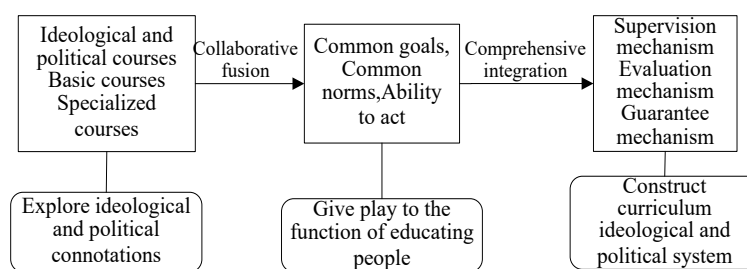 Ideological and
political courses
Basic courses
Specialized
courses
Collaborative
fusion
Common goals,
Common
norms,Ability
to act
Comprehensive
integration
Supervision
mechanism
Evaluation
mechanism
Guarantee
mechanism
Explore ideological
and political
connotations
Give play to the
function of educating
people
Construct
curriculum
ideological and
political system